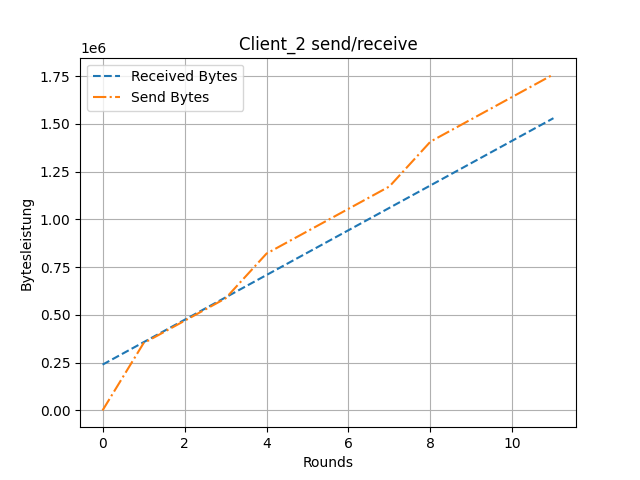 Client_2 send/receive
1e6
Received Bytes
Send Bytes
1.75
1.50
1.25
1.00
0.75
0.50
0.25
0.00
Bytesleistung
0 2 4 6 8 10
Rounds